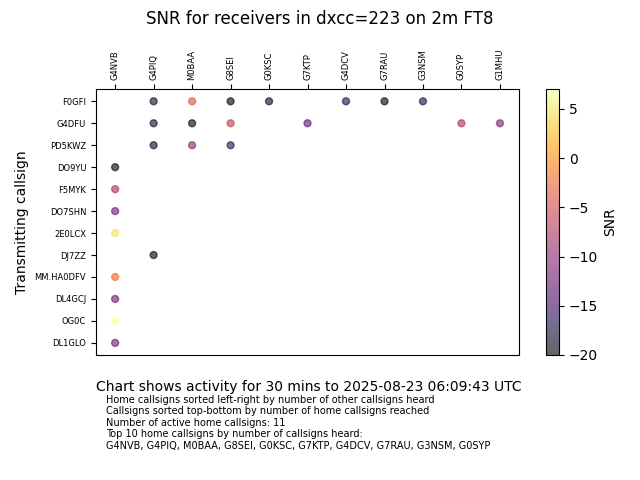 SNR for receivers in dxcc=223 on 2m FT8
G4NVB G4PIQ M0BAA G8SEI G0KSC G7KTP G4DCV G7RAU G3NSM G0SYP G1MHU
Transmitting callsign
F0GFI
G4DFU
PD5KWZ
DO9YU
F5MYK
DO7SHN
2E0LCX
DJ7ZZ
MM.HA0DFV
DL4GCJ
OG0C
DL1GLO
5
0
−5
−10
−15
−20
SNR
Chart shows activity for 30 mins to 2025-08-23 06:09:43 UTC
Home callsigns sorted left-right by number of other callsigns heard
Callsigns sorted top-bottom by number of home callsigns reached
Number of active home callsigns: 11
Top 10 home callsigns by number of callsigns heard:
G4NVB, G4PIQ, M0BAA, G8SEI, G0KSC, G7KTP, G4DCV, G7RAU, G3NSM, G0SYP